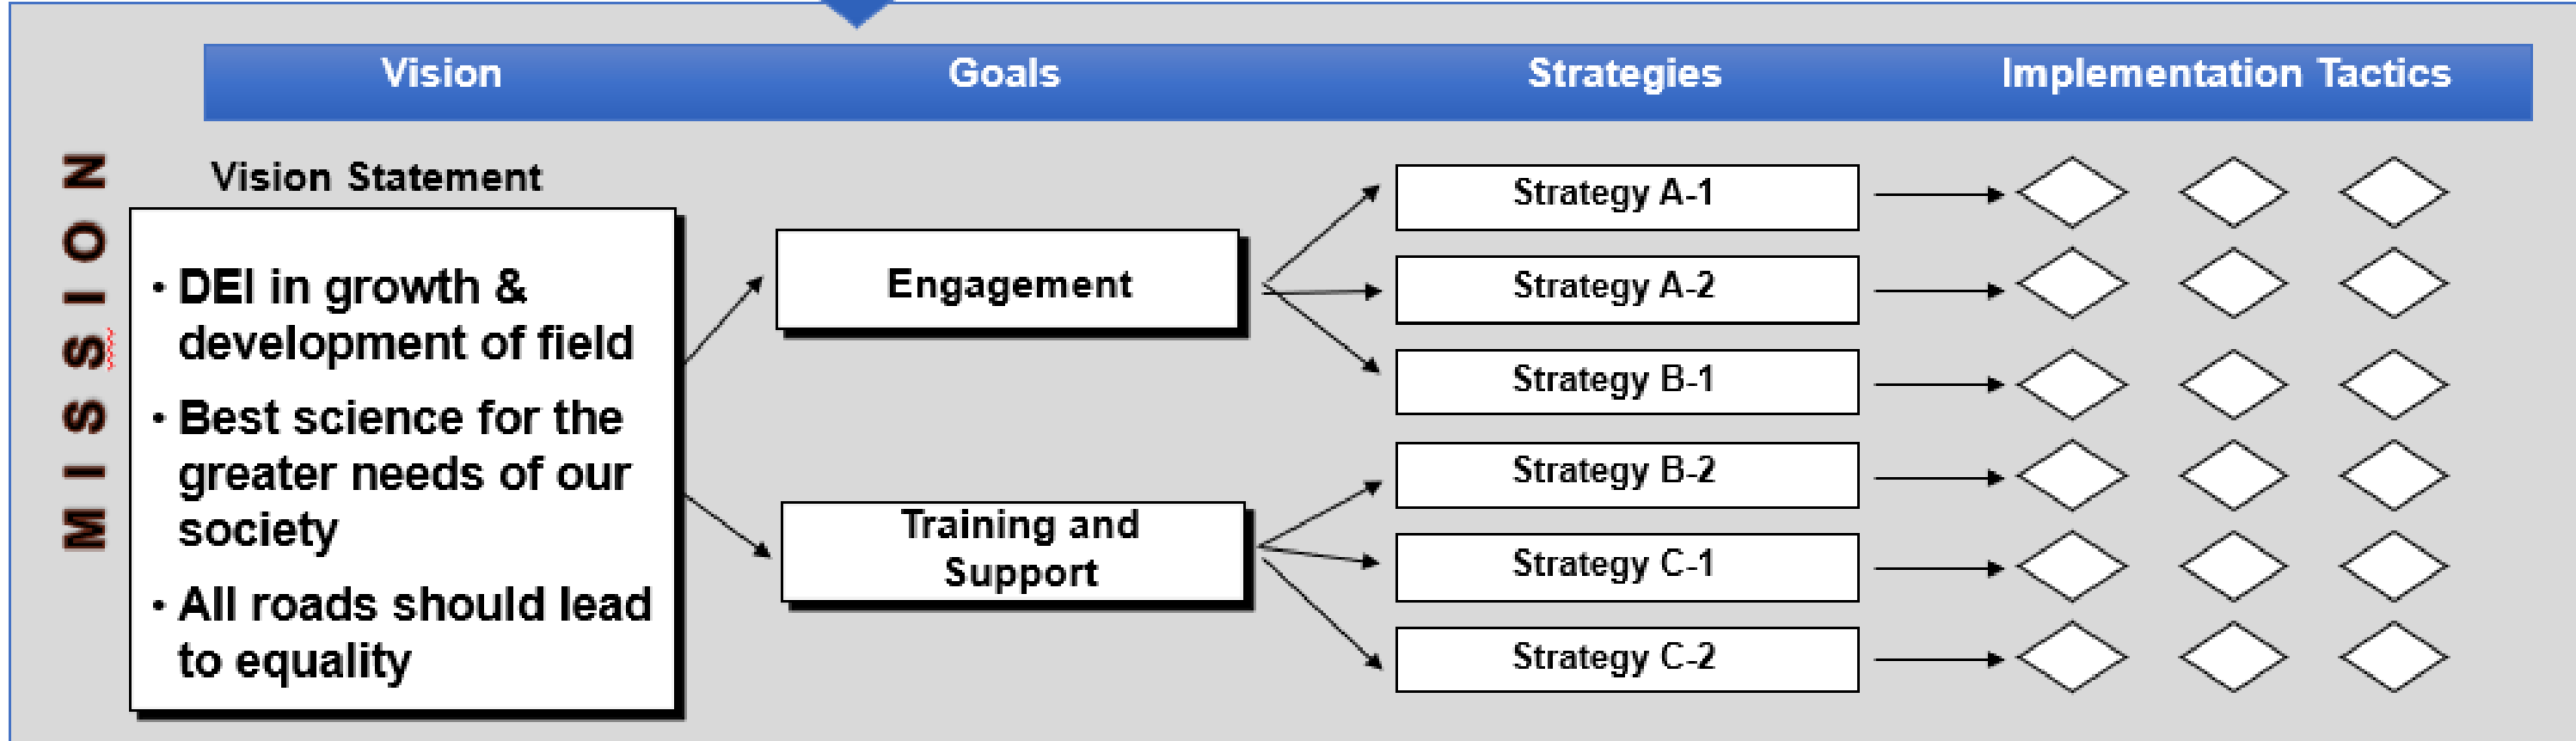 Vision Goals Strategies Implementation Tactics
MISSION
Vision Statement
• DEI in growth &
development of field
• Best science for the
greater needs of our
society
• All roads should lead
to equality
Engagement
Training and
Support
Strategy A-1
Strategy A-2
Strategy B-1
Strategy B-2
Strategy C-1
Strategy C-2